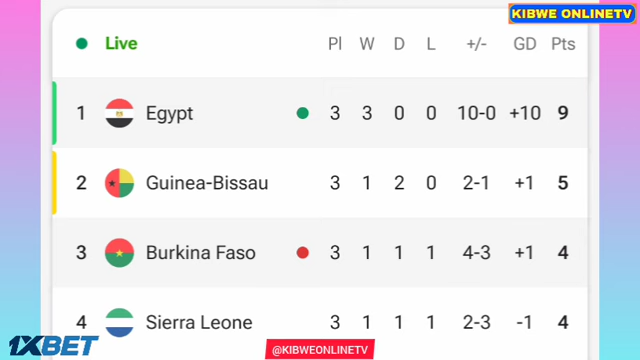 KIBWE ONLINETV
Live Pl W D L +/- GD Pts
1 Egypt 3 3 0 0 10-0 +10 9
2 Guinea-Bissau 3 1 2 0 2-1 +1 5
3 Burkina Faso 3 1 1 1 4-3 +1 4
4 Sierra Leone 3 1 1 1 2-3 -1 4
1XBET
@KIBWEONLINETV